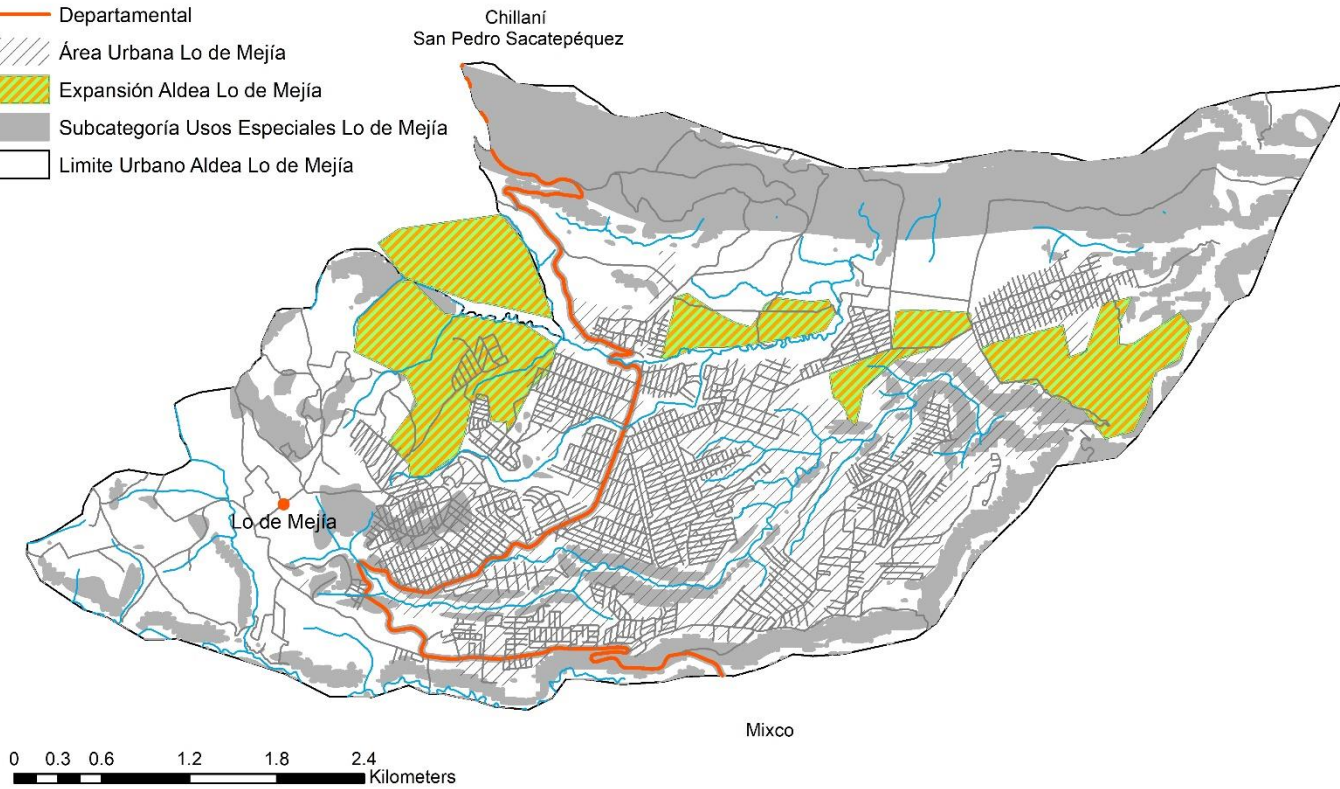 Departamental
Área Urbana Lo de Mejía
Expansión Aldea Lo de Mejía
Subcategoría Usos Especiales Lo de Mejía
Limite Urbano Aldea Lo de Mejía
Chillaní
San Pedro Sacatepéquez
Lo de Mejía
Mixco
0 0.3 0.6 1.2 1.8 2.4
Kilometers